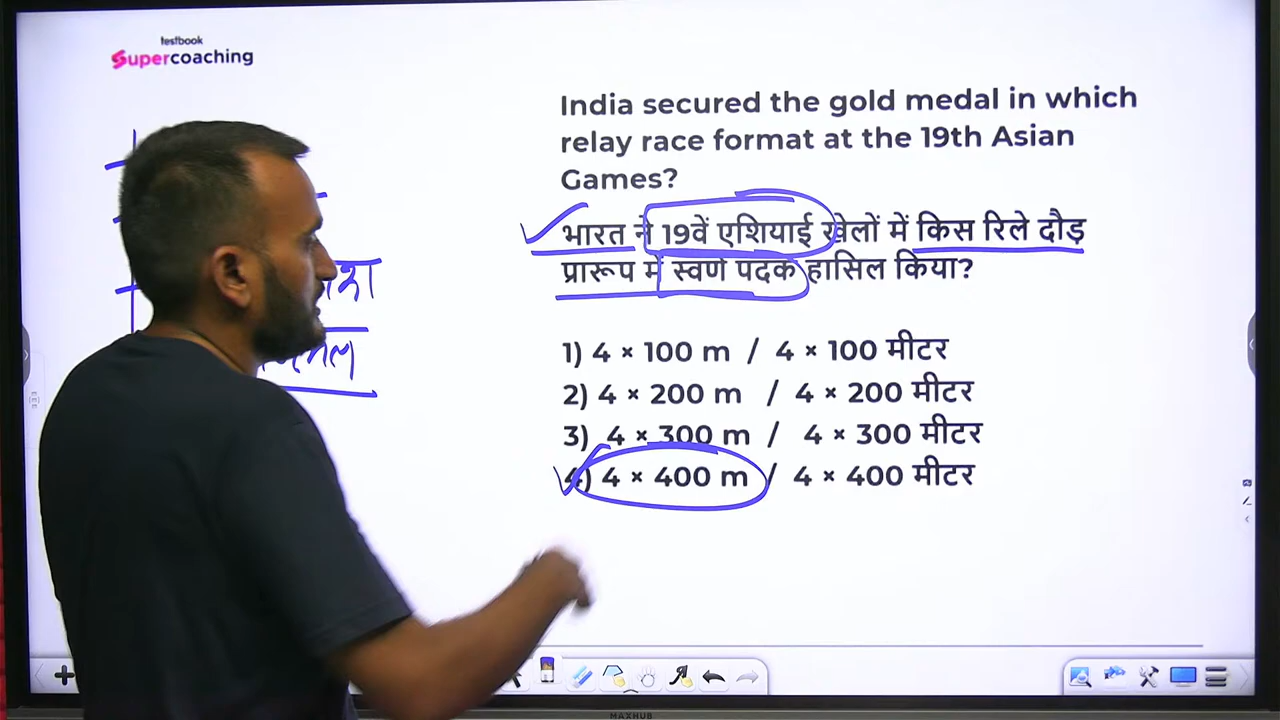 testbook
Supercoaching
India secured the gold medal in which
relay race format at the 19th Asian
Games?
भारत ने 19वें एशियाई खेलों में किस रिले दौड़
प्रारूप में स्वर्ण पदक हासिल किया?
1) 4 × 100 m / 4 × 100 मीटर
2) 4 × 200 m / 4 × 200 मीटर
3) 4 × 300 m / 4 × 300 मीटर
4) 4 × 400 m / 4 × 400 मीटर
MAXHUB